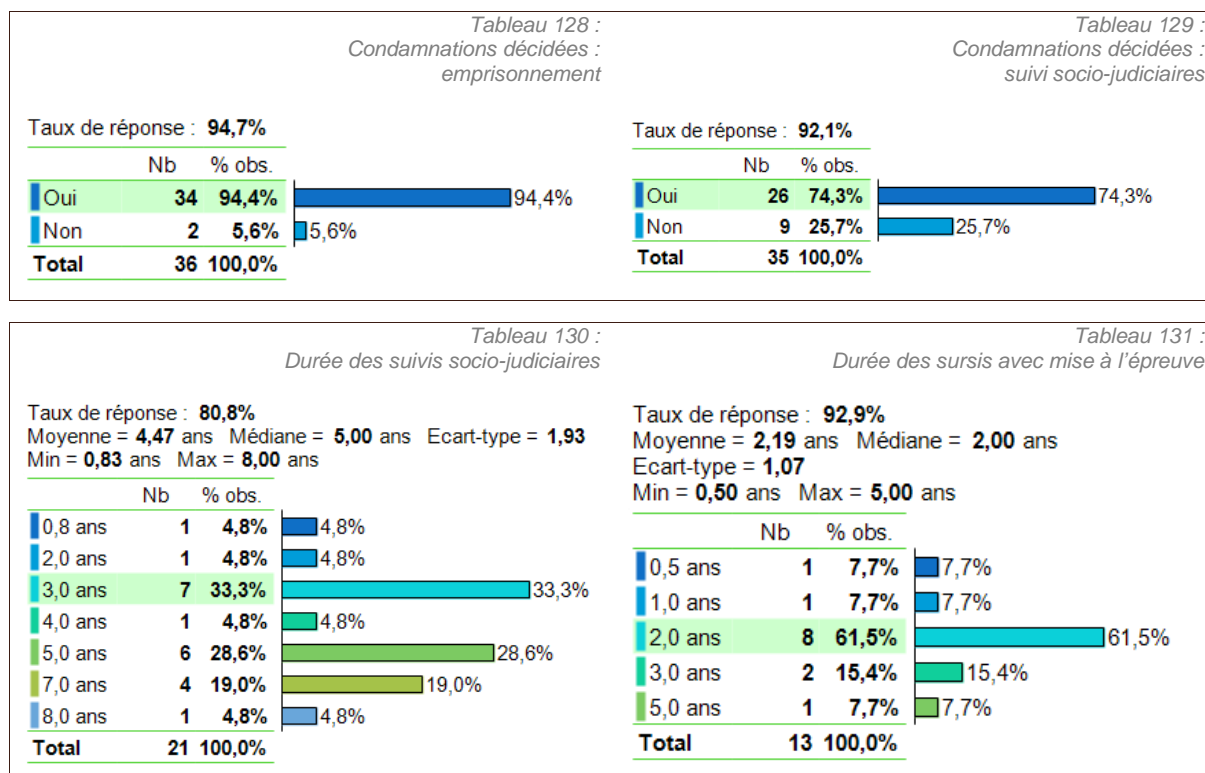 Tableau 128 :
Condamnations décidées :
emprisonnement
Taux de réponse : 94,7%
Nb % obs.
Oui 34 94,4% 94,4%
Non 2 5,6% 5,6%
Total 36 100,0%
Tableau 129 :
Condamnations décidées :
suivi socio-judiciaires
Taux de réponse : 92,1%
Nb % obs.
Oui 26 74,3% 74,3%
Non 9 25,7% 25,7%
Total 35 100,0%
Tableau 130 :
Durée des suivis socio-judiciaires
Taux de réponse : 80,8%
Moyenne = 4,47 ans Médiane = 5,00 ans Ecart-type = 1,93
Min = 0,83 ans Max = 8,00 ans
Nb % obs.
0,8 ans 1 4,8% 4,8%
2,0 ans 1 4,8% 4,8%
3,0 ans 7 33,3% 33,3%
4,0 ans 1 4,8% 4,8%
5,0 ans 6 28,6% 28,6%
7,0 ans 4 19,0% 19,0%
8,0 ans 1 4,8% 4,8%
Total 21 100,0%
Tableau 131 :
Durée des sursis avec mise à l'épreuve
Taux de réponse : 92,9%
Moyenne = 2,19 ans Médiane = 2,00 ans
Ecart-type = 1,07
Min = 0,50 ans Max = 5,00 ans
Nb % obs.
0,5 ans 1 7,7% 7,7%
1,0 ans 1 7,7% 7,7%
2,0 ans 8 61,5% 61,5%
3,0 ans 2 15,4% 15,4%
5,0 ans 1 7,7% 7,7%
Total 13 100,0%